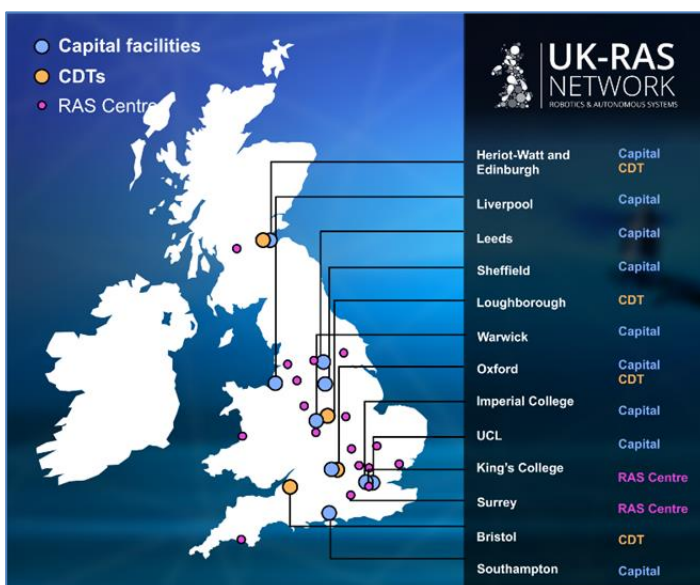 Capital facilities
CDTs
RAS Centre
UK-RAS
NETWORK
ROBOTICS & AUTONOMOUS SYSTEMS
Heriot-Watt and Edinburgh
Capital
CDT
Liverpool
Capital
Leeds
Capital
Sheffield
Capital
Loughborough
CDT
Warwick
Capital
Oxford
Capital
CDT
Imperial College
Capital
UCL
Capital
King's College
RAS Centre
Surrey
RAS Centre
Bristol
CDT
Southampton
Capital